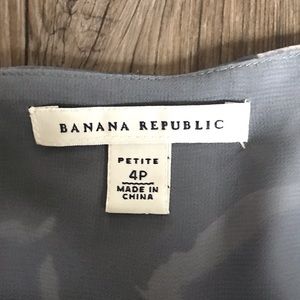 BANANA REPUBLIC
PETITE
4P
MADE IN
CHINA